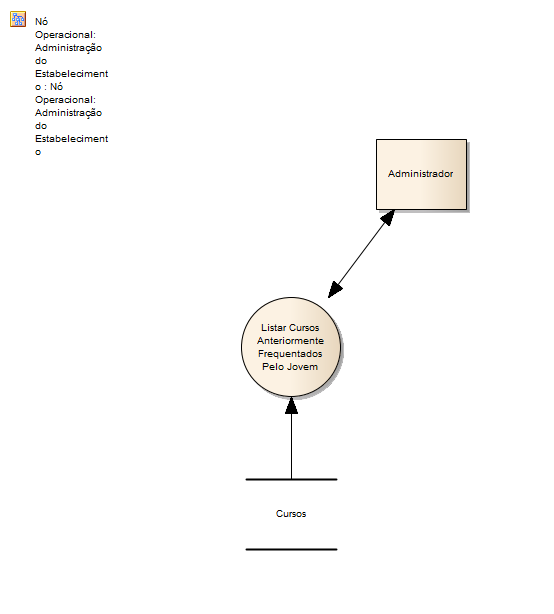 Nó
Operacional:
Administração
do
Estabeleciment
o : Nó
Operacional:
Administração
do
Estabeleciment
o
Administrador
Listar Cursos
Anteriormente
Frequentados
Pelo Jovem
Cursos